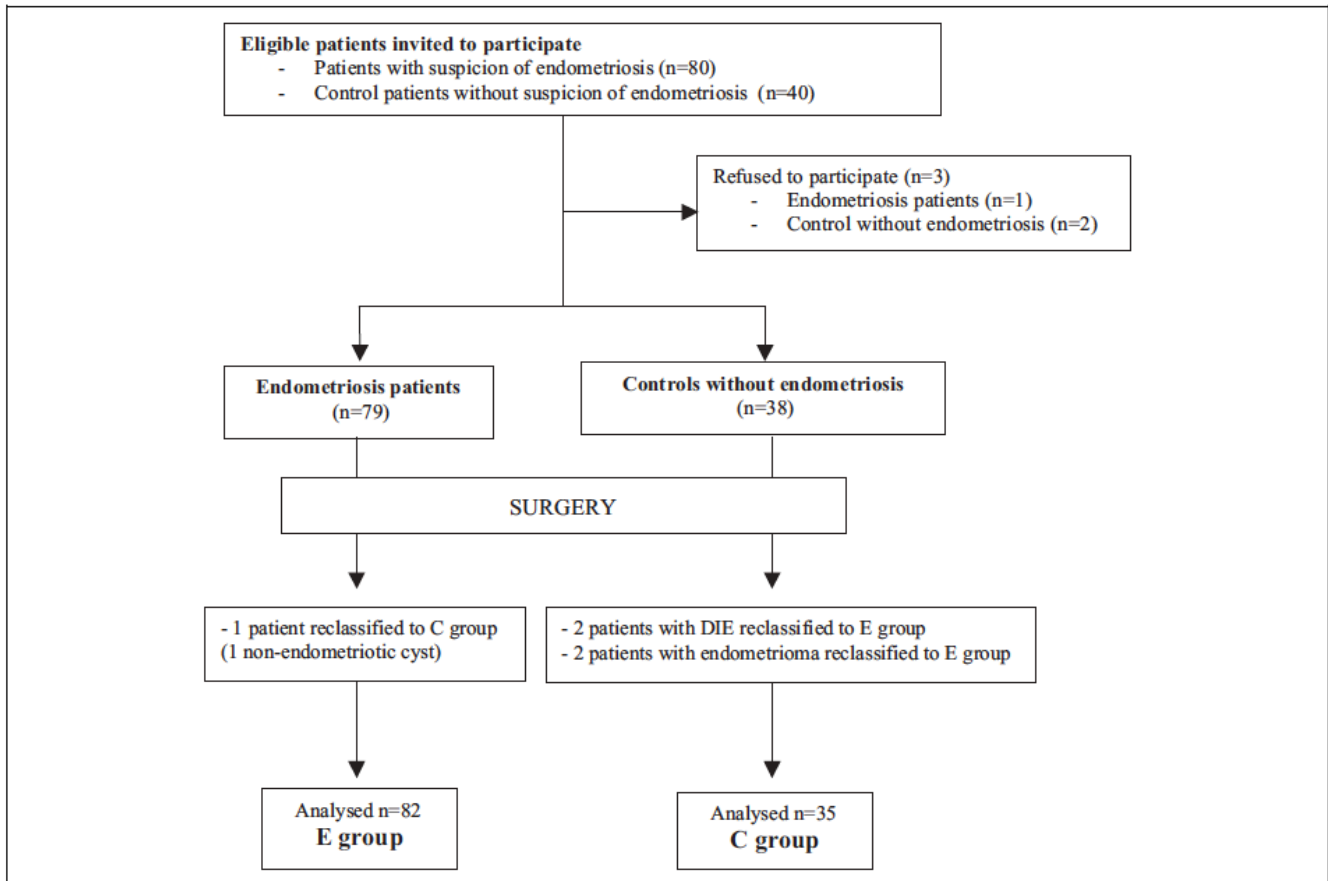 Eligible patients invited to participate
- Patients with suspicion of endometriosis (n=80)
- Control patients without suspicion of endometriosis (n=40)
Refused to participate (n=3)
- Endometriosis patients (n=1)
- Control without endometriosis (n=2)
Endometriosis patients
(n=79)
Controls without endometriosis
(n=38)
SURGERY
- 1 patient reclassified to C group
(1 non-endometriotic cyst)
- 2 patients with DIE reclassified to E group
- 2 patients with endometrioma reclassified to E group
Analysed n=82
E group
Analysed n=35
C group